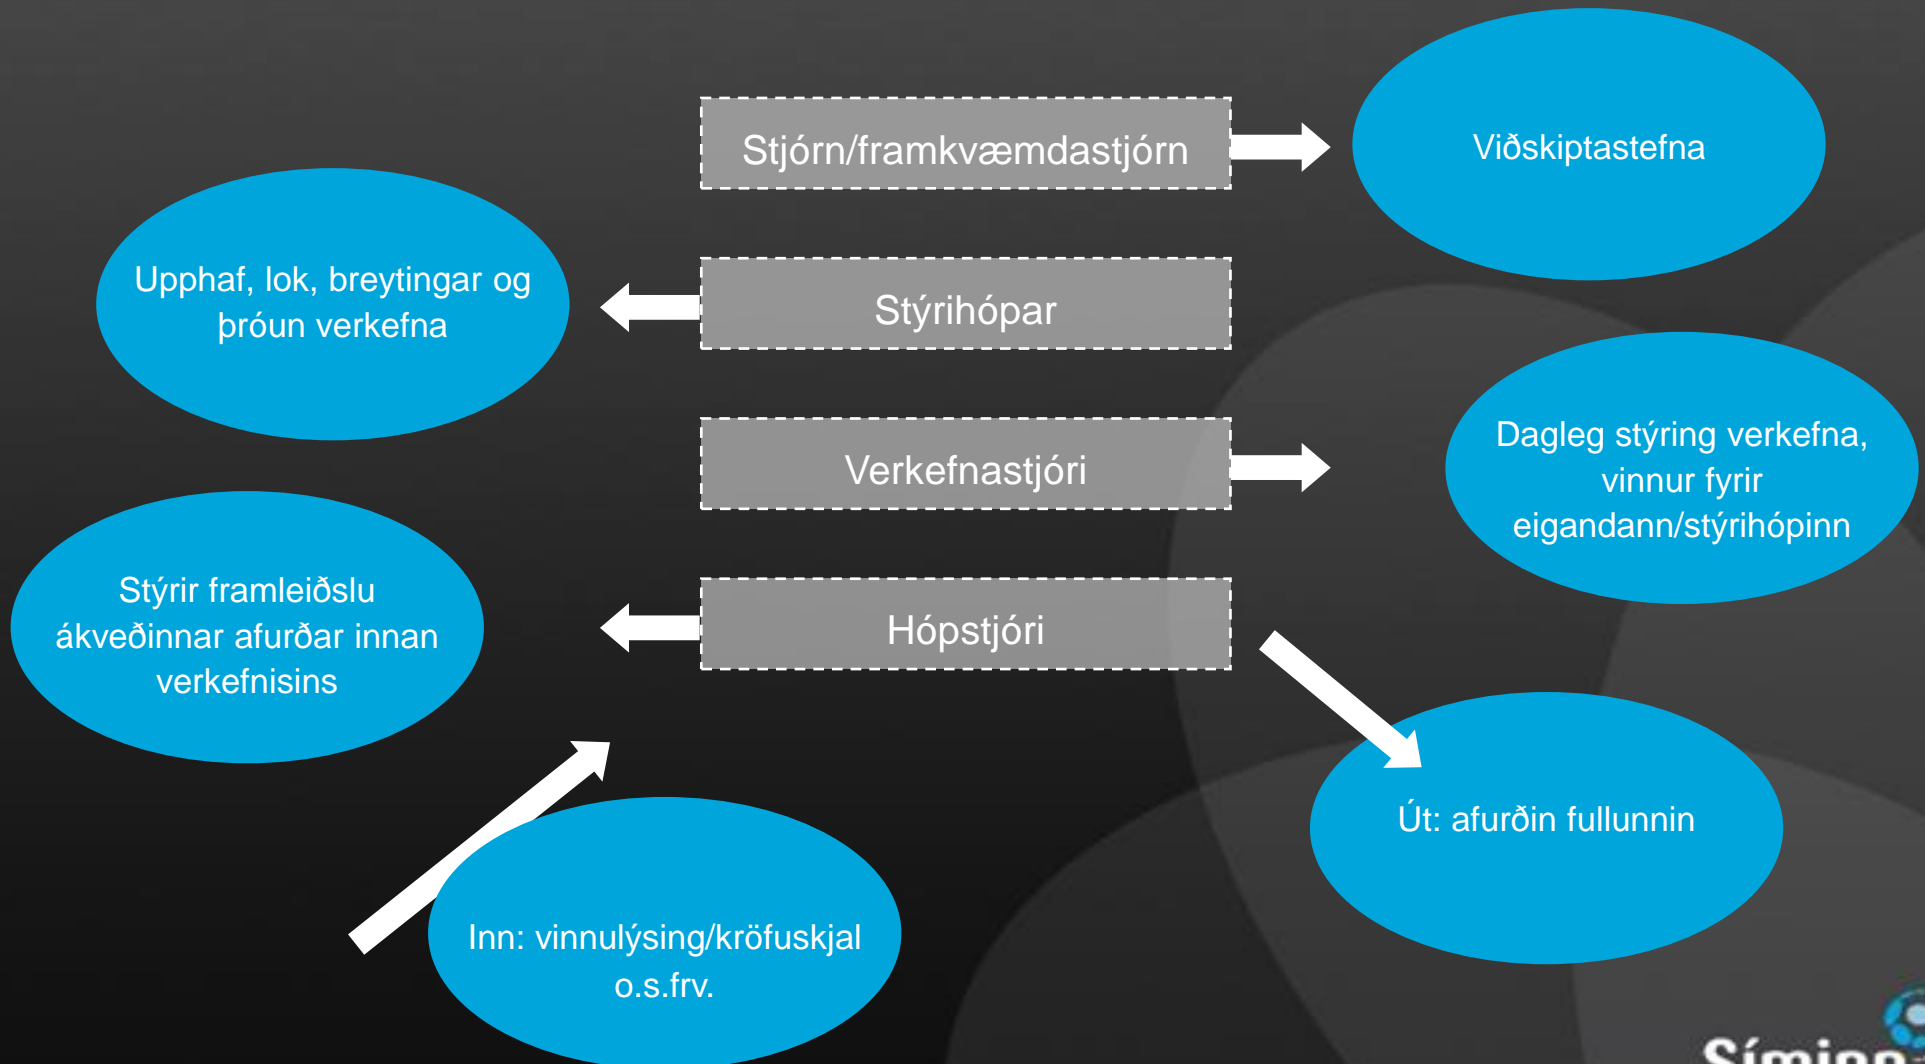 Stjórn/framkvæmdastjórn
Viðskiptastefna
Upphaf, lok, breytingar og
þróun verkefna
Stýrihópar
Verkefnastjóri
Dagleg stýring verkefna,
vinnur fyrir
eigandann/stýrihópinn
Stýrir framleiðslu
ákveðinnar afurðar innan
verkefnisins
Hópstjóri
Út: afurðin fullunnin
Inn: vinnulýsing/kröfuskjal
o.s.frv.
Síminn